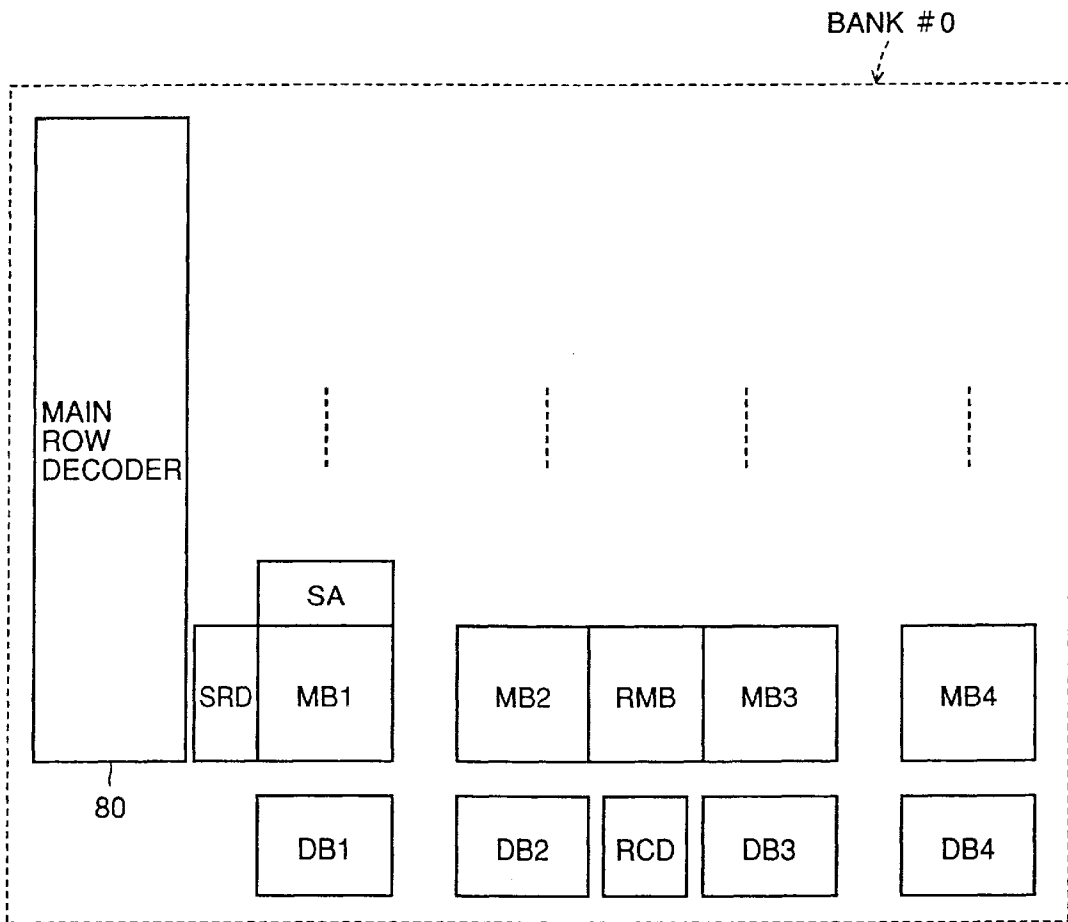 BANK #0
MAIN
ROW
DECODER
SA
SRD MB1 MB2 RMB MB3 MB4
80
DB1 DB2 RCD DB3 DB4